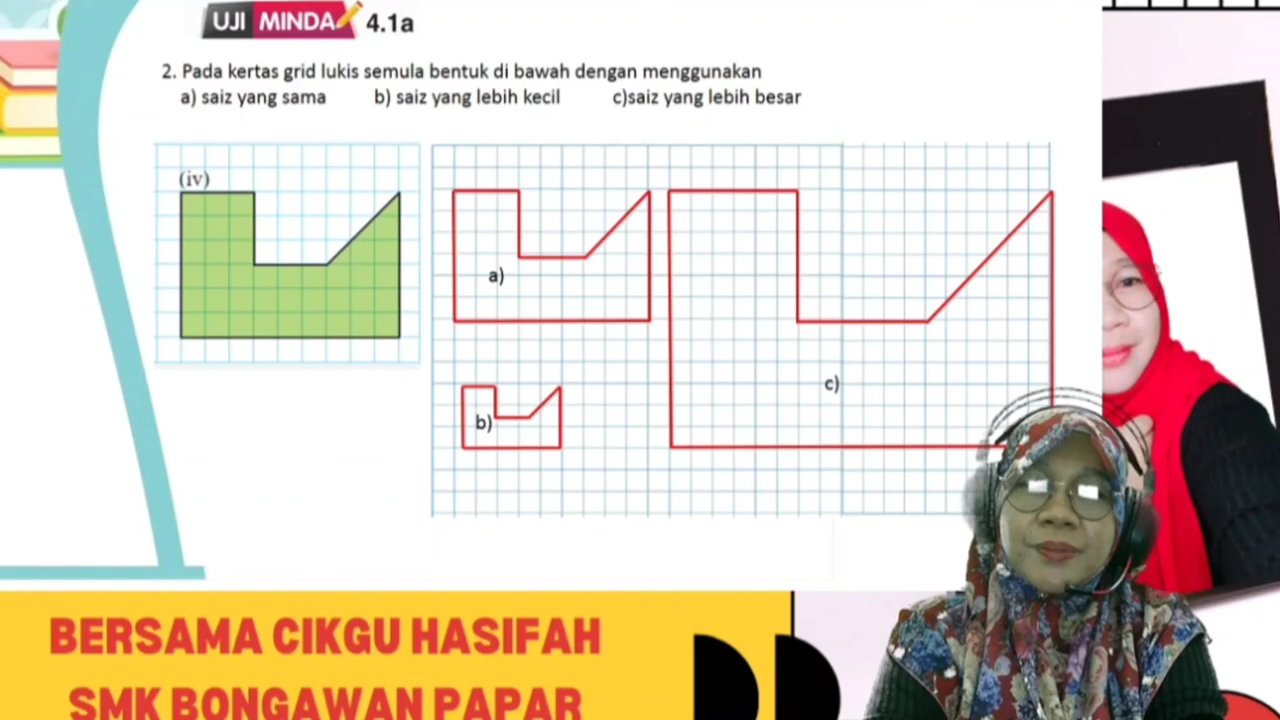 UJI MINDA 4.1a
2. Pada kertas grid lukis semula bentuk di bawah dengan menggunakan
a) saiz yang sama b) saiz yang lebih kecil c)saiz yang lebih besar
(iv)
a)
b)
c)
BERSAMA CIKGU HASIFAH
SMK BONGAWAN PAPAR